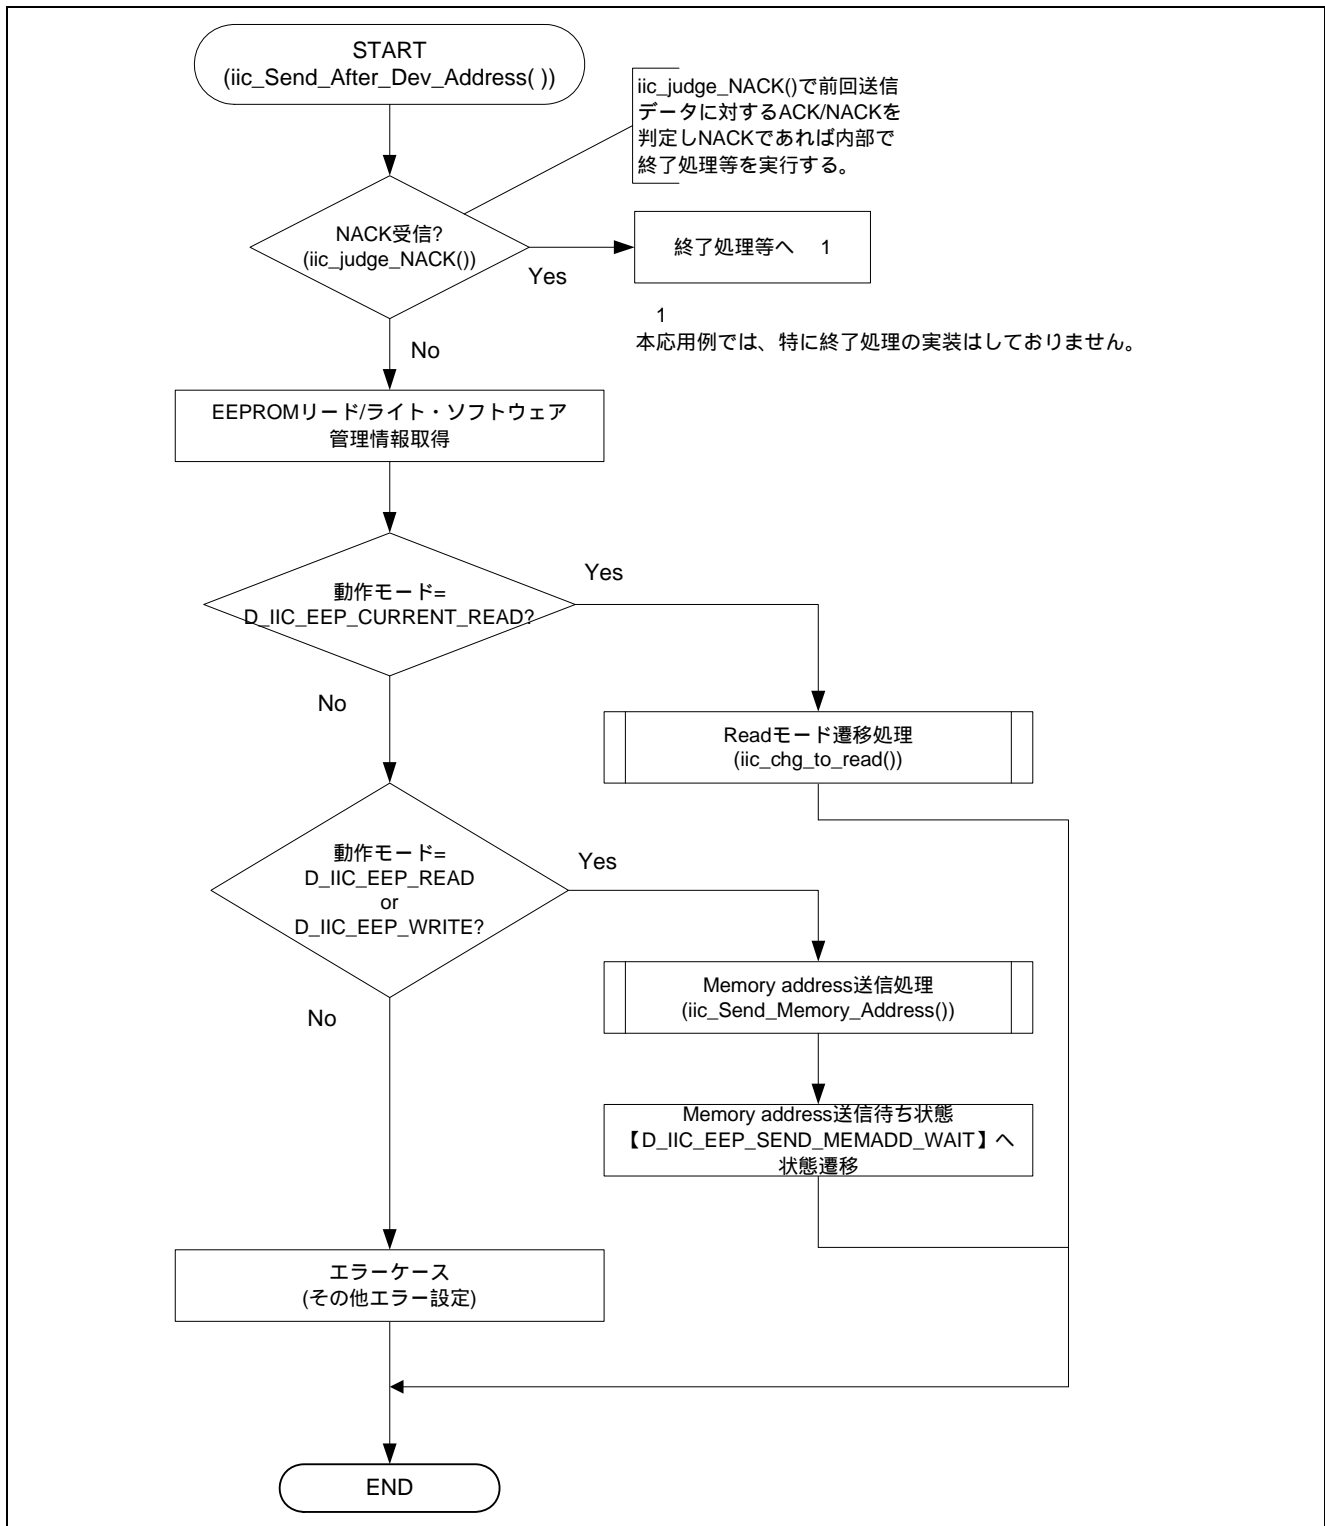 START
(iic_Send_After_Dev_Address( ))
iic_judge_NACK()で前回送信
データに対するACK/NACKを
判定しNACKであれば内部で
終了処理等を実行する。
NACK受信?
(iic_judge_NACK())
Yes
終了処理等へ 1
1
本応用例では、特に終了処理の実装はしておりません。
No
EEPROMリード/ライト・ソフトウェア
管理情報取得
動作モード=
D_IIC_EEP_CURRENT_READ?
Yes
No
Readモード遷移処理
(iic_chg_to_read())
動作モード=
D_IIC_EEP_READ
or
D_IIC_EEP_WRITE?
Yes
No
Memory address送信処理
(iic_Send_Memory_Address())
Memory address送信待ち状態
【D_IIC_EEP_SEND_MEMADD_WAIT】へ
状態遷移
エラーケース
(その他エラー設定)
END